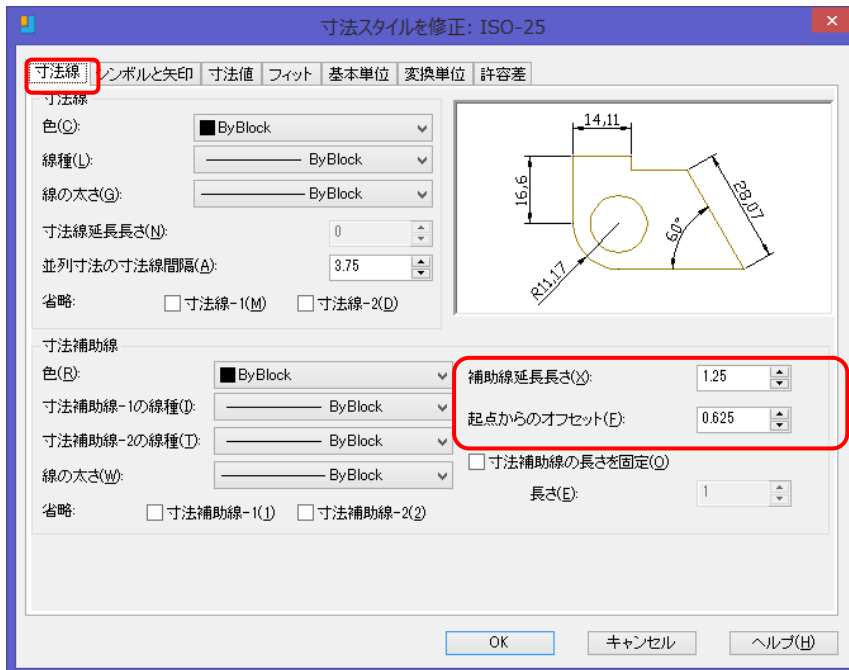 寸法スタイルを修正: ISO-25
寸法線 シンボルと矢印 寸法値 フィット 基本単位 変換単位 許容差
寸法線
色(C): ByBlock
線種(L): ByBlock
線の太さ(G): ByBlock
寸法線延長長さ(N): 0
並列寸法の寸法線間隔(A): 3.75
省略: 寸法線-1(M) 寸法線-2(D)
14,11
16,6
28,07
60°
R11,17
寸法補助線
色(R): ByBlock
寸法補助線-1の線種(I): ByBlock
寸法補助線-2の線種(T): ByBlock
線の太さ(W): ByBlock
省略: 寸法補助線-1(1) 寸法補助線-2(2)
補助線延長長さ(X): 1.25
起点からのオフセット(F): 0.625
寸法補助線の長さを固定(O)
長さ(E): 1
OK キャンセル ヘルプ(H)